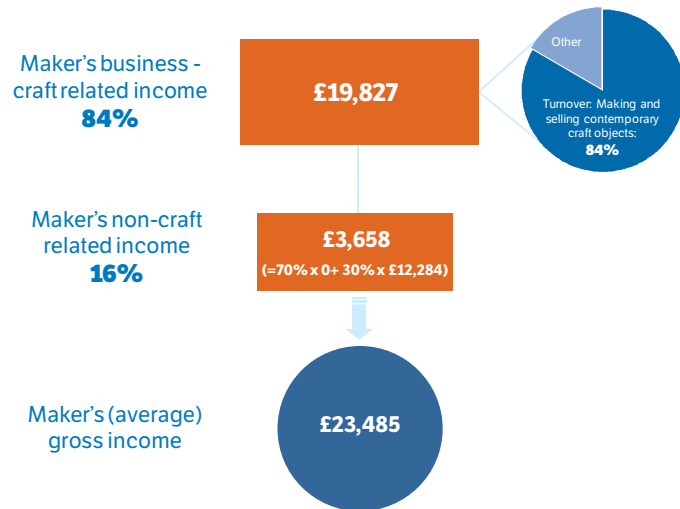 Maker's business -
craft related income
84%
£19,827
Other
Turnover: Making and
selling contemporary
craft objects:
84%
Maker's non-craft
related income
16%
£3,658
(=70% x 0+ 30% x £12,284)
Maker's (average)
gross income
£23,485